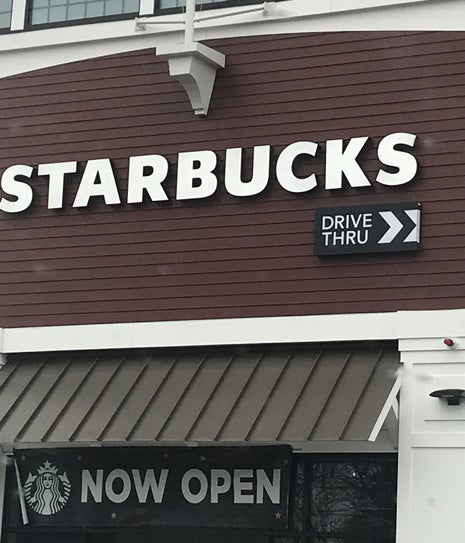 STARBUCKS
DRIVE
THRU
NOW OPEN